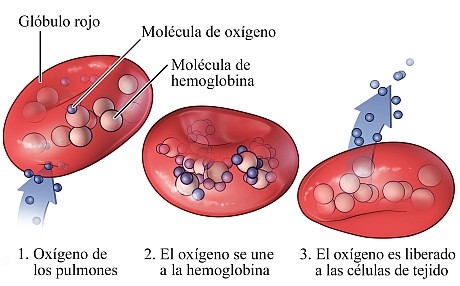 Glóbulo rojo
Molécula de oxígeno
Molécula de
hemoglobina
1. Oxígeno de
los pulmones
2. El oxígeno se une
a la hemoglobina
3. El oxígeno es liberado
a las células de tejido